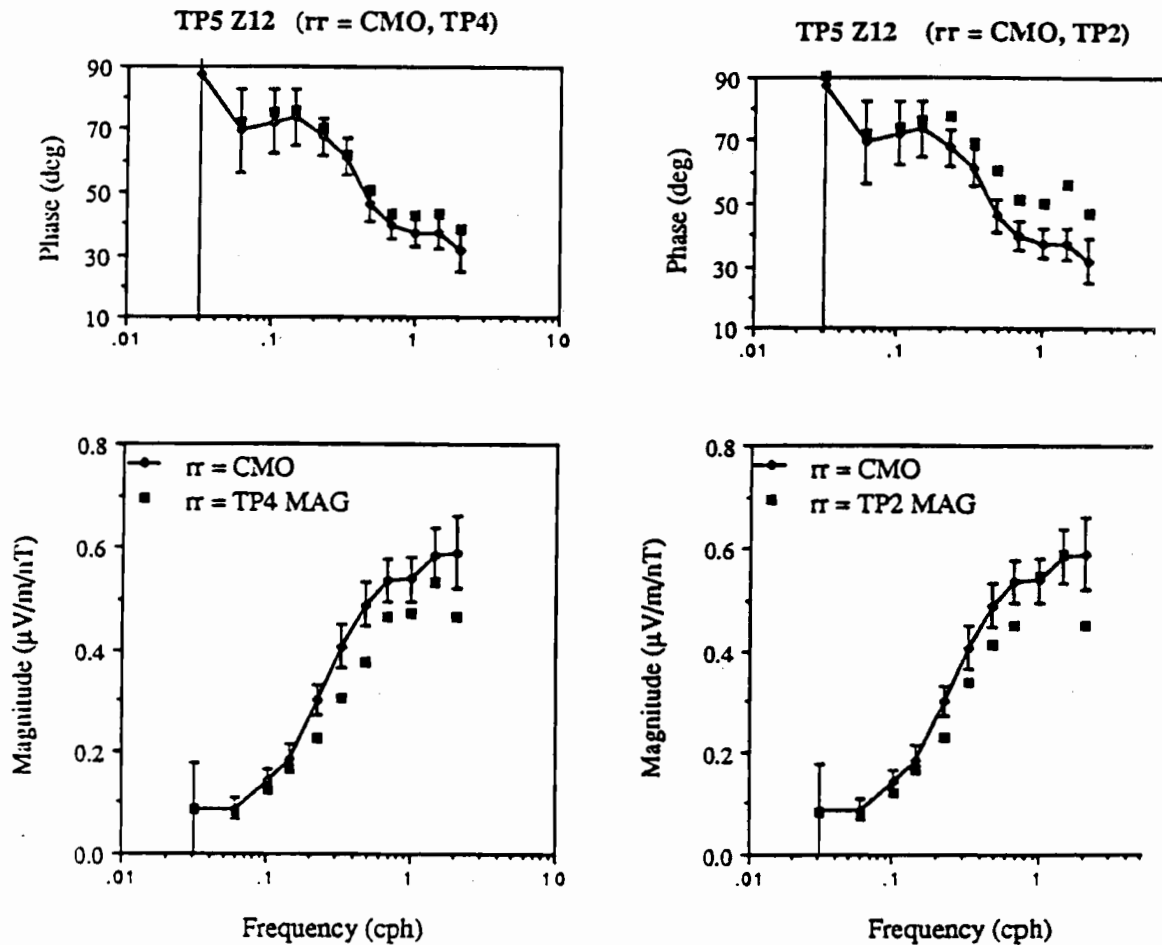 TP5 Z12 (rr = CMO, TP4)
90
70
50
30
10
Phase (dcg)
.01
.1
1
10
TP5 Z12 (rr = CMO, TP2)
90
70
50
30
10
Phase (deg)
.01
.1
1
0.8
0.6
0.4
0.2
0.0
Magnitude (µV/m/nT)
rr = CMO
rr = TP4 MAG
.01
.1
1
10
Frequency (cph)
0.8
0.6
0.4
0.2
0.0
Magnitude (µV/m/nT)
rr = CMO
rr = TP2 MAG
.01
.1
1
Frequency (cph)